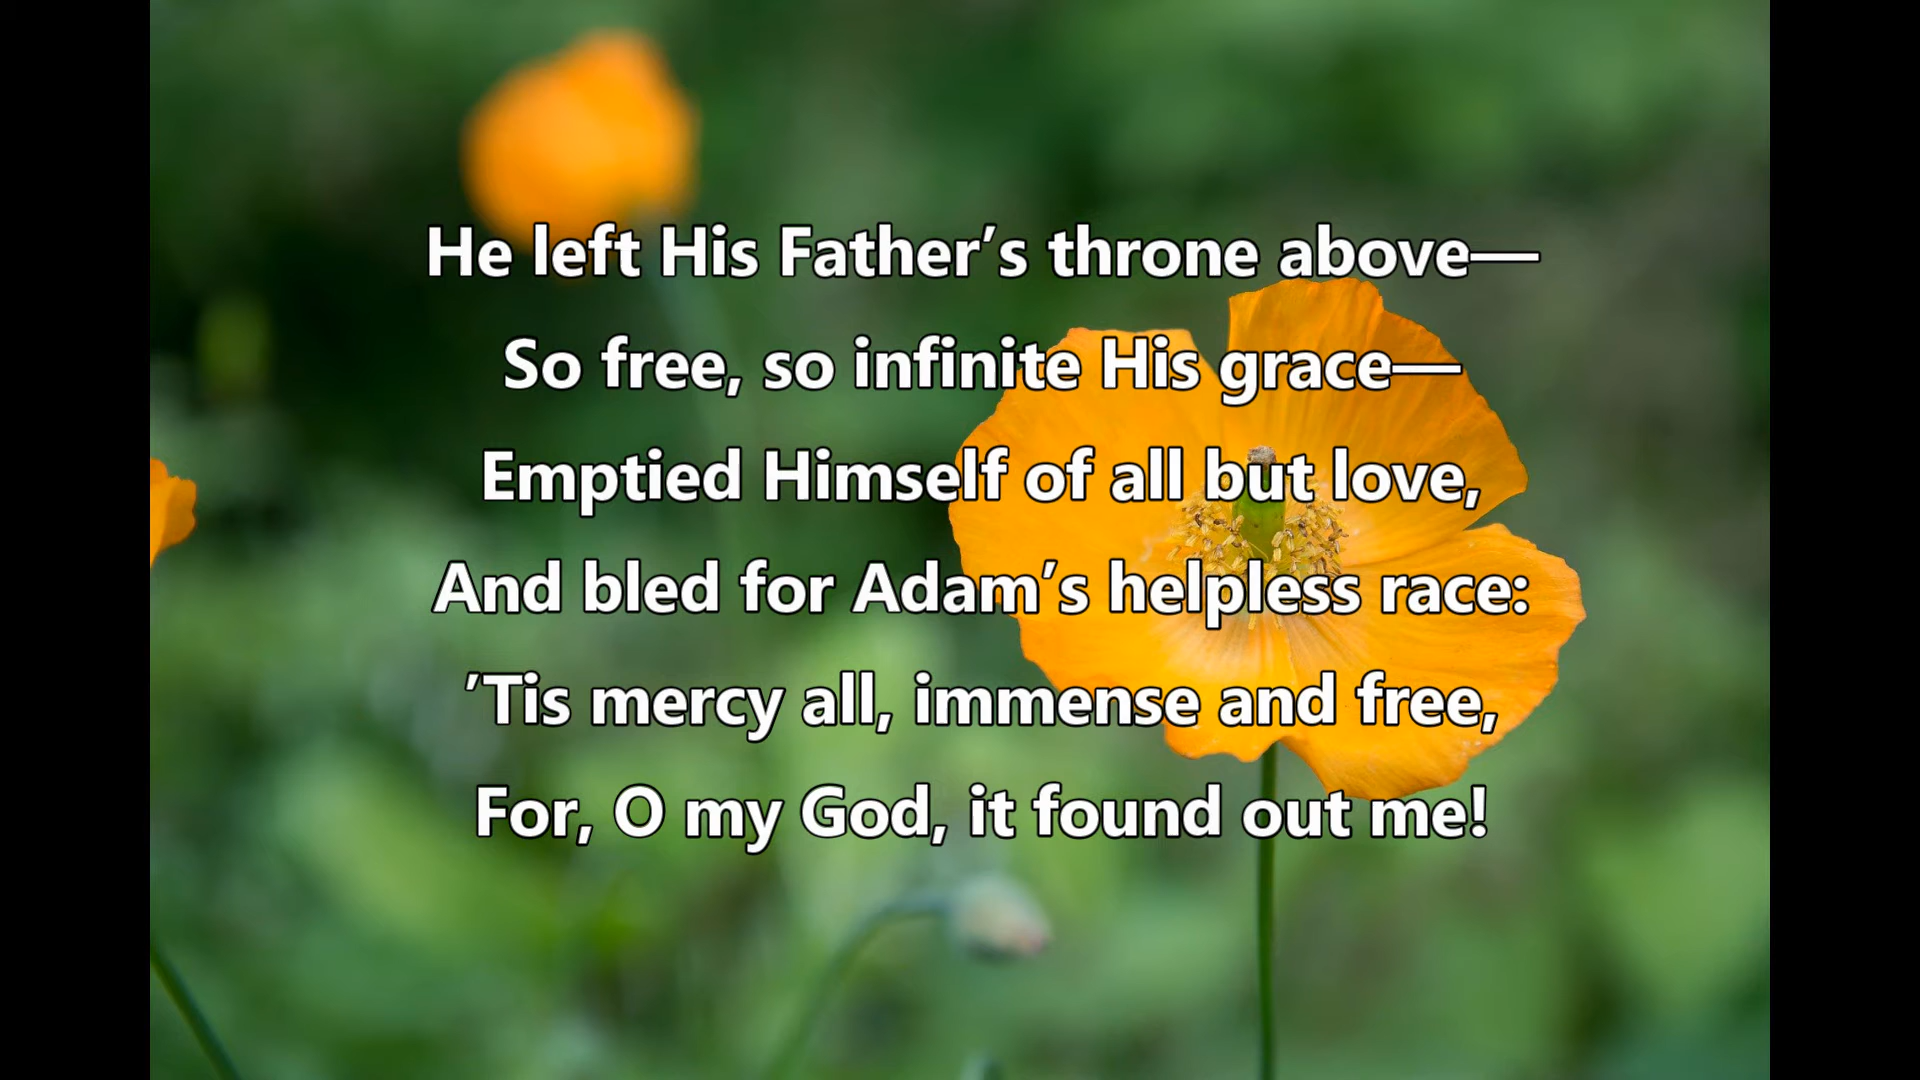 He left His Father’s throne above—
So free, so infinite His grace—
Emptied Himself of all but love,
And bled for Adam’s helpless race:
’Tis mercy all, immense and free,
For, O my God, it found out me!